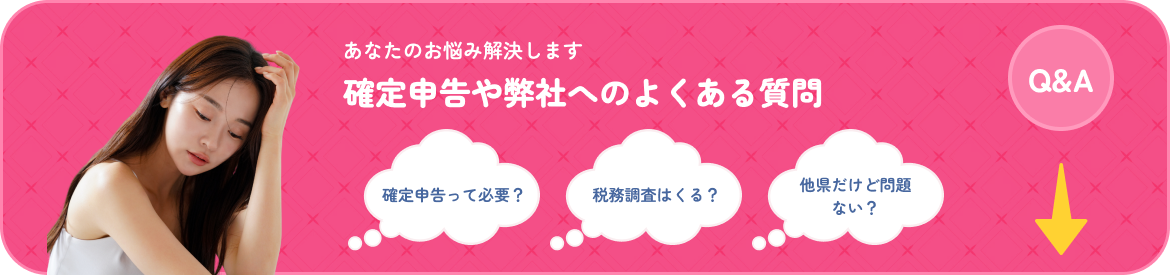 あなたのお悩み解決します
確定申告や弊社へのよくある質問
Q&A
確定申告って必要？
税務調査はくる？
他県だけど問題
ない？